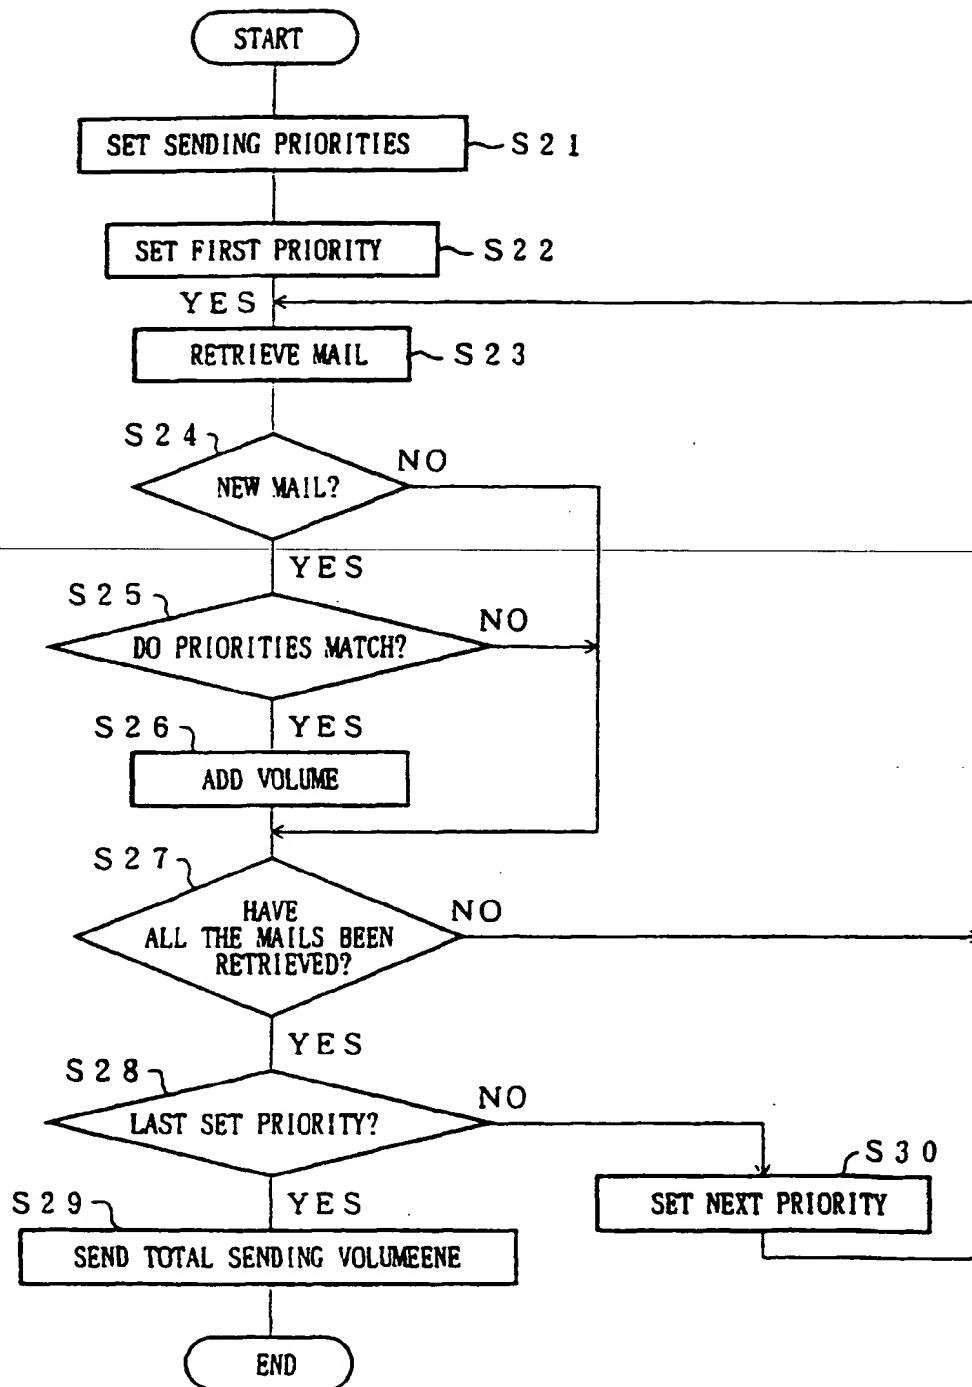 START
SET SENDING PRIORITIES
S21
SET FIRST PRIORITY
S22
YES
RETRIEVE MAIL
S23
S24
NEW MAIL?
NO
YES
S25
DO PRIORITIES MATCH?
NO
YES
S26
ADD VOLUME
S27
HAVE
ALL THE MAILS BEEN
RETRIEVED?
NO
YES
S28
LAST SET PRIORITY?
NO
S30
SET NEXT PRIORITY
YES
S29
SEND TOTAL SENDING VOLUMEENE
END